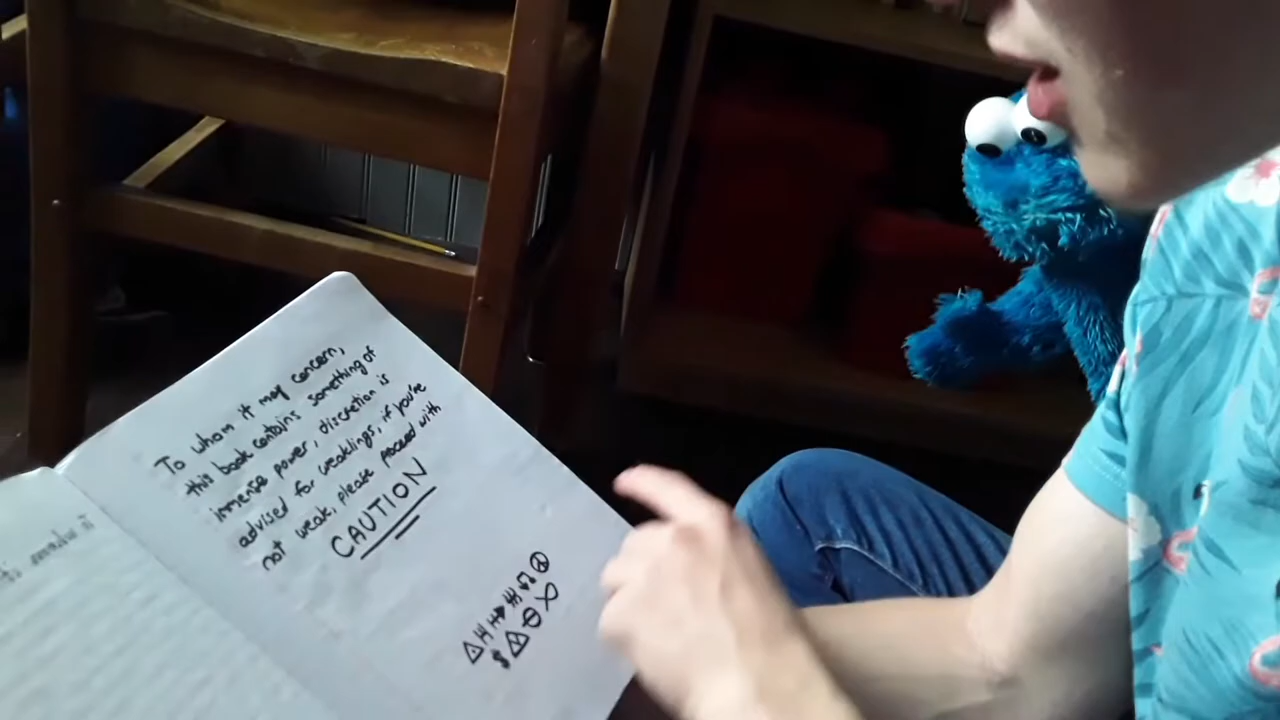 To whom it may concern,
this book contains something of
immense power, discretion is
advised for weaklings, if you're
not weak, please proceed with
CAUTION